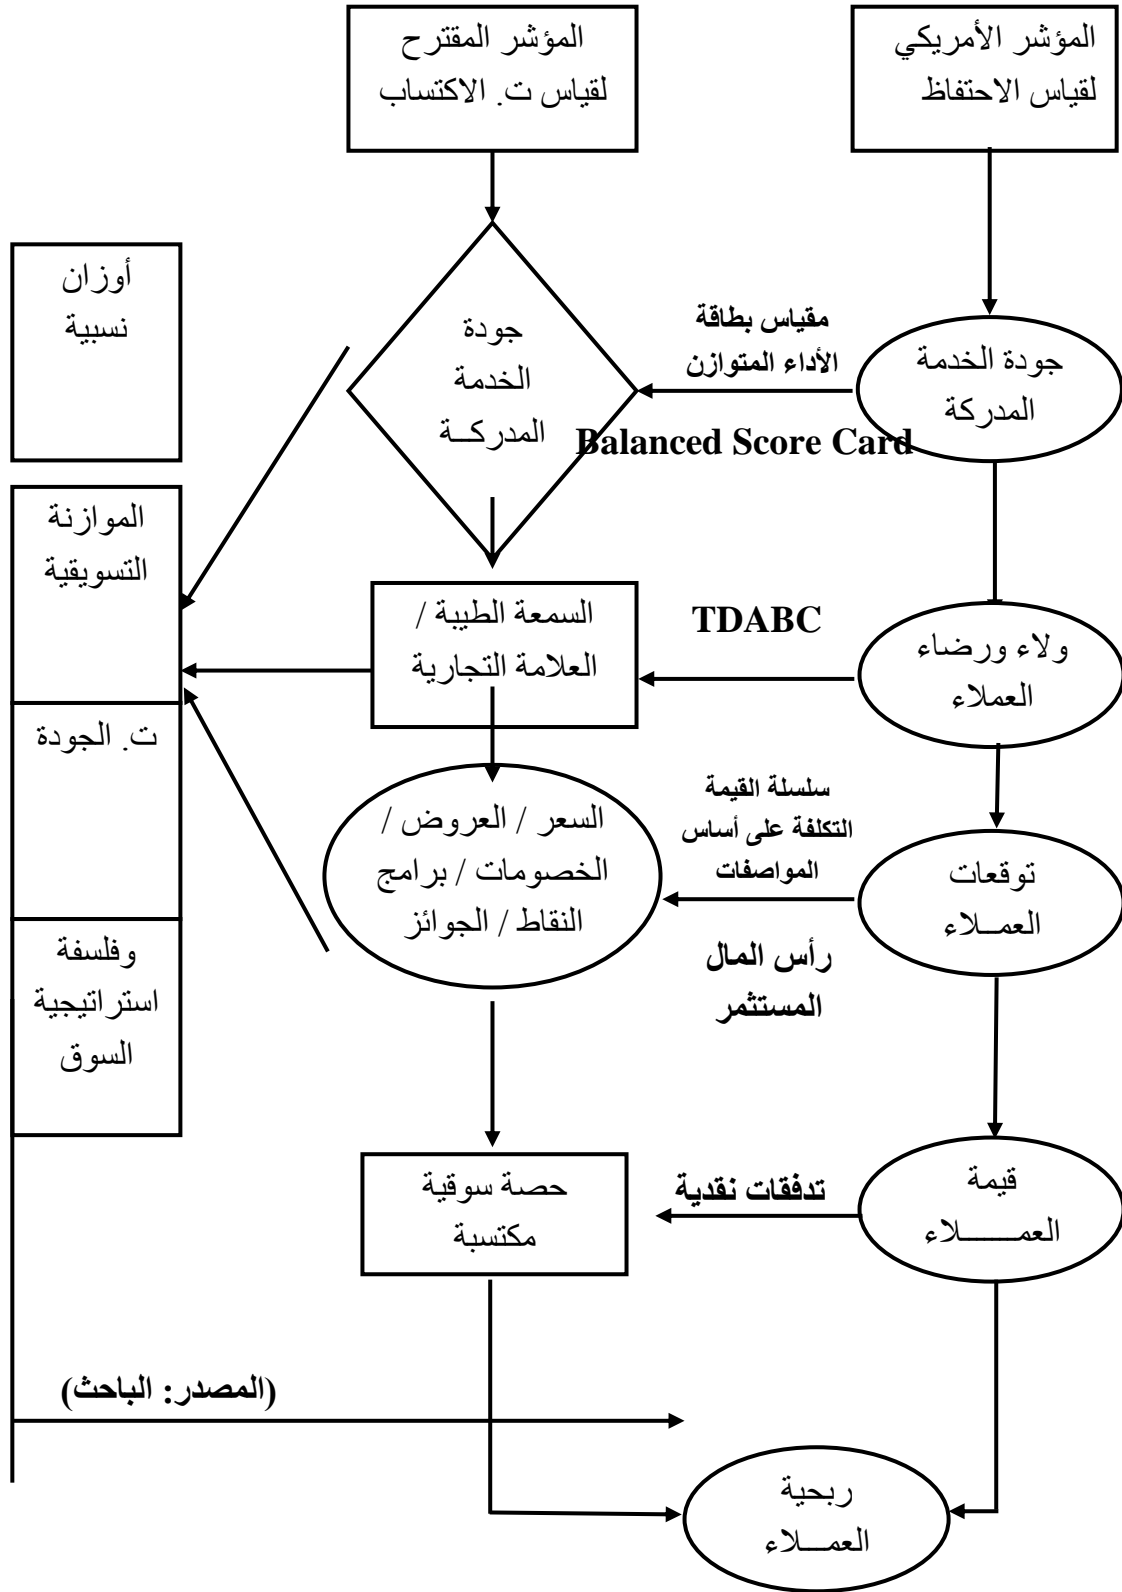 المؤشر الأمريكي
لقياس الاحتفاظ
المؤشر المقترح
لقياس ت. الاكتساب
أوزان
نسبية
جودة الخدمة
المدركة
مقياس بطاقة
الأداء المتوازن
Balanced Score Card
جودة
الخدمة
المدركــة
الموازنة
التسويقية
ولاء ورضاء
العملاء
TDABC
السمعة الطيبة /
العلامة التجارية
ت. الجودة
توقعات
العمــلاء
سلسلة القيمة
التكلفة على أساس
المواصفات
رأس المال
المستثمر
السعر / العروض /
الخصومات / برامج
النقاط / الجوائز
وفلسفة
استراتيجية
السوق
قيمة
العمـــــــلاء
تدفقات نقدية
حصة سوقية
مكتسبة
(المصدر: الباحث)
ربحية
العمـــلاء